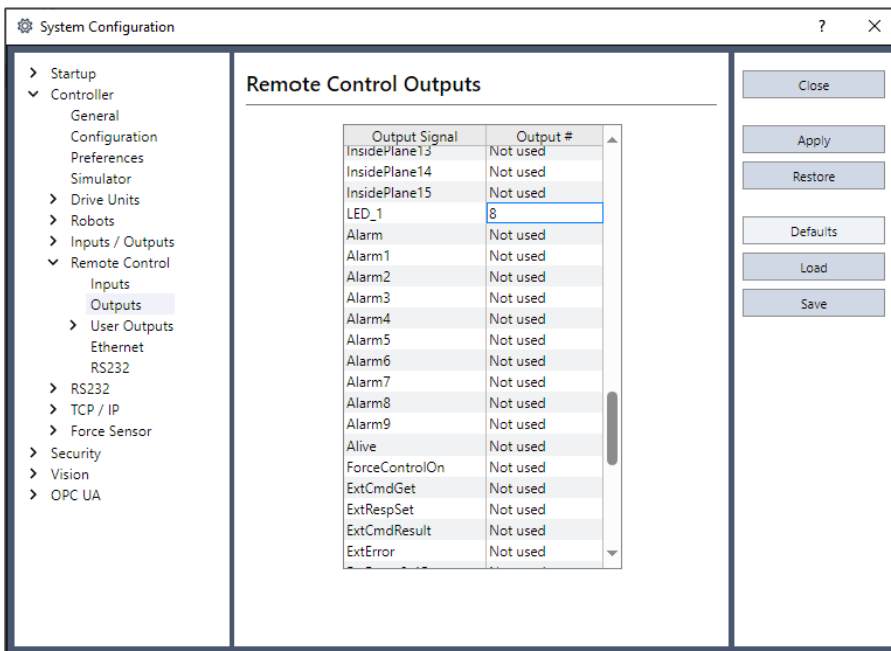 System Configuration
?
Startup
Controller
General
Configuration
Preferences
Simulator
Drive Units
Robots
Inputs / Outputs
Remote Control
Inputs
Outputs
User Outputs
Ethernet
RS232
RS232
TCP / IP
Force Sensor
Security
Vision
OPC UA
Remote Control Outputs
Output Signal Output #
InsidePlane13 Not used
InsidePlane14 Not used
InsidePlane15 Not used
LED_1 8
Alarm Not used
Alarm1 Not used
Alarm2 Not used
Alarm3 Not used
Alarm4 Not used
Alarm5 Not used
Alarm6 Not used
Alarm7 Not used
Alarm8 Not used
Alarm9 Not used
Alive Not used
ForceControlOn Not used
ExtCmdGet Not used
ExtRespSet Not used
ExtCmdResult Not used
ExtError Not used
Close
Apply
Restore
Defaults
Load
Save